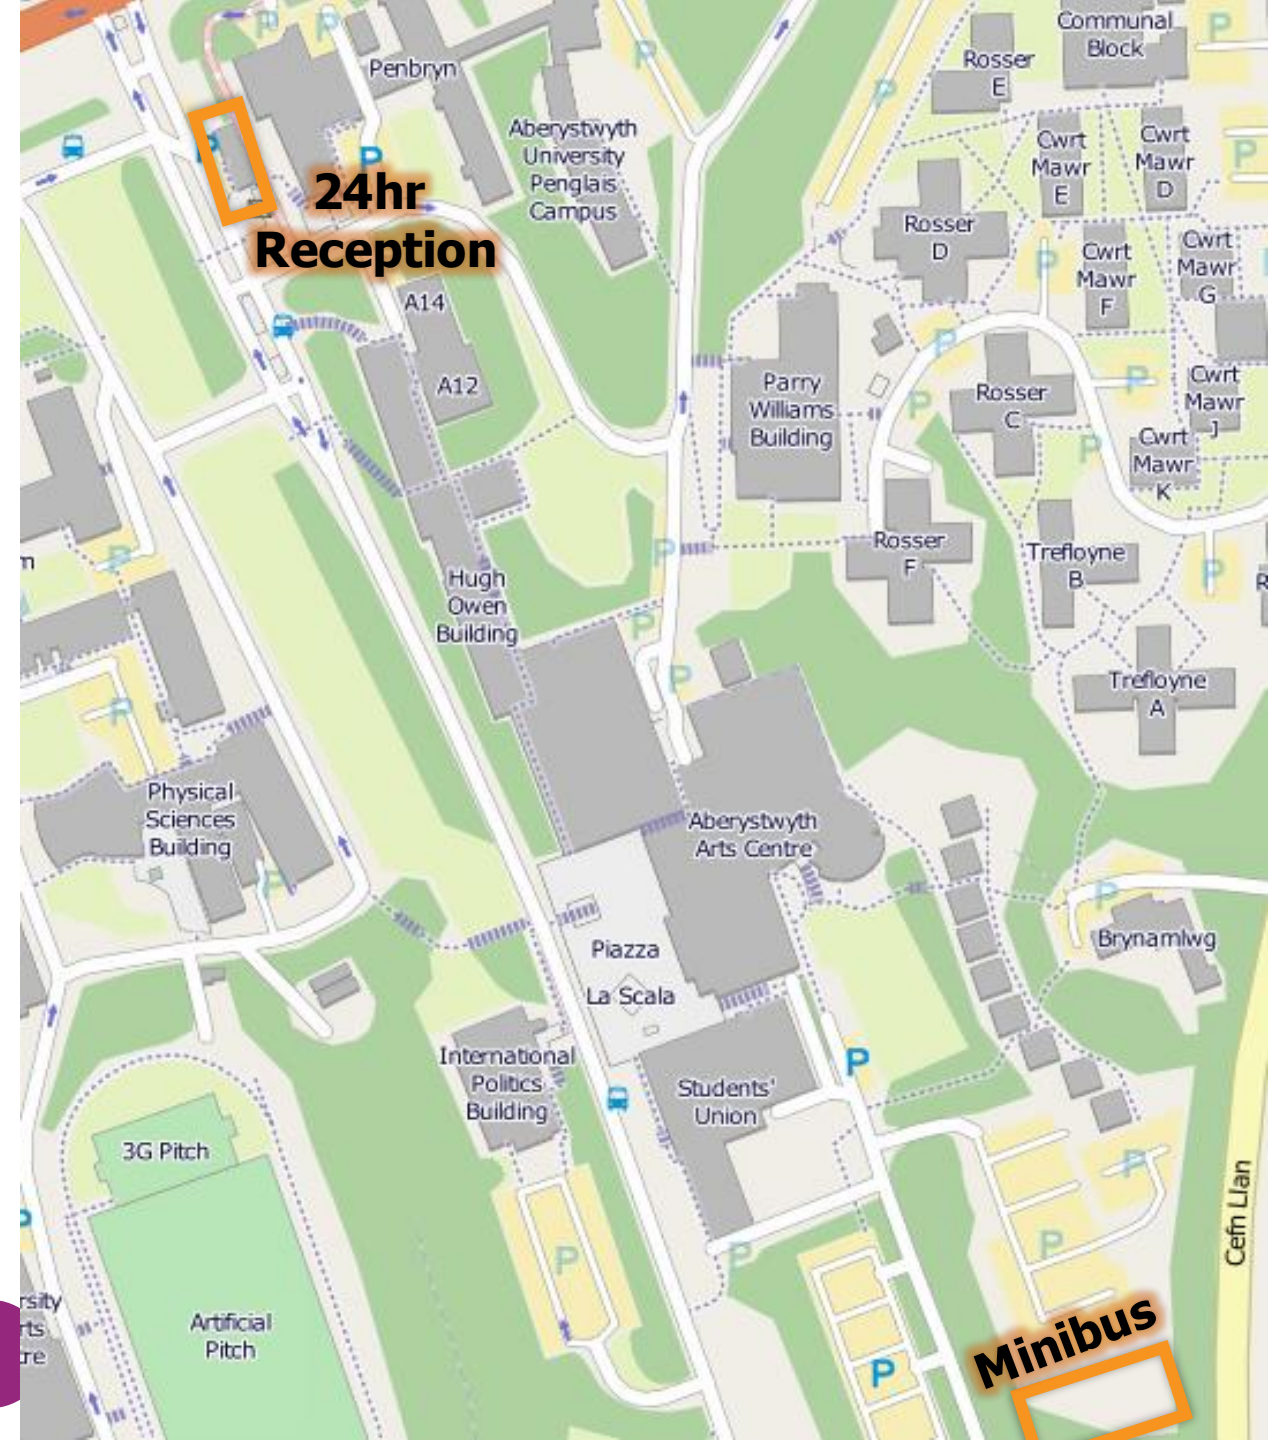 Communal
Block
Penbryn
Rosser
E
Aberystwyth
University
Penglais
Campus
Cwrt
Mawr
E
Cwrt
Mawr
D
P
P
P
P
P
P
P
P
24hr
Reception
Rosser
D
Cwrt
Mawr
F
Cwrt
Mawr
G
P
A14
A12
P
Parry
Williams
Building
Rosser
C
P
P
Cwrt
Mawr
J
Cwrt
Mawr
K
P
Rosser
F
Trefloyne
B
P
P
P
Hugh
Owen
Building
P
P
Trefloyne
A
P
Physical
Sciences
Building
Aberystwyth
Arts Centre
P
P
Brynamlwg
Piazza
La Scala
International
Politics
Building
P
Students'
Union
3G Pitch
P
P
P
P
P
Cefn Llan
Artificial
Pitch
Minibus
P